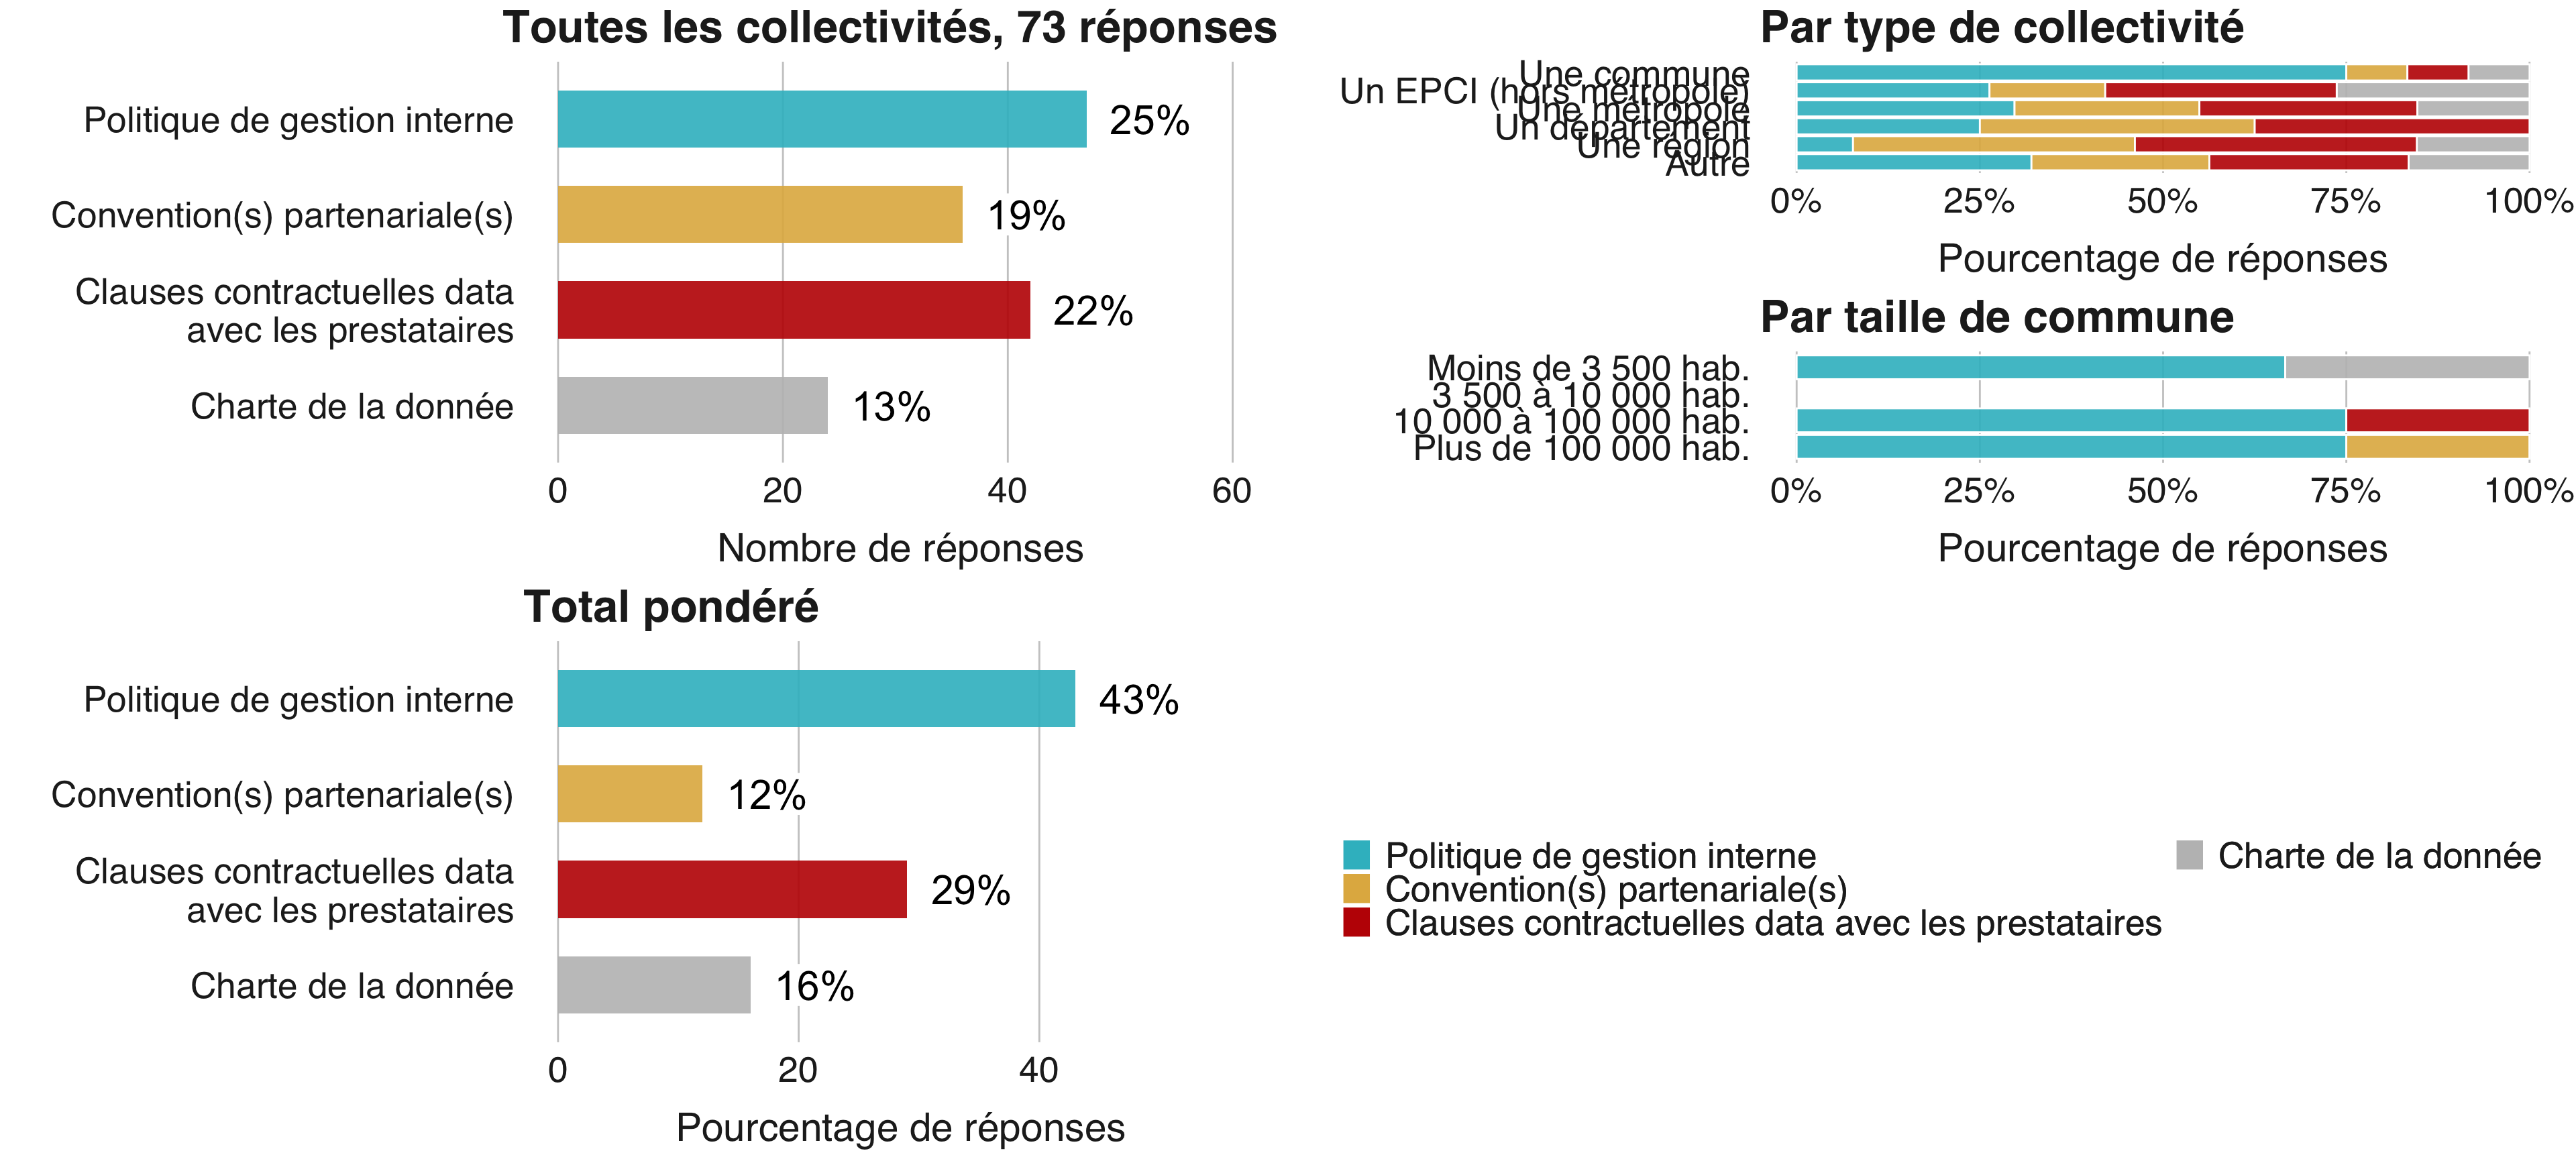 Toutes les collectivités, 73 réponses
Politique de gestion interne
25%
Convention(s) partenariale(s)
19%
Clauses contractuelles data
avec les prestataires
22%
Charte de la donnée
13%
0 20 40 60
Nombre de réponses
Total pondéré
Politique de gestion interne
43%
Convention(s) partenariale(s)
12%
Clauses contractuelles data
avec les prestataires
29%
Charte de la donnée
16%
0 20 40
Pourcentage de réponses
Par type de collectivité
Une commune
Un EPCI (hors métropole)
Une métropole
Un département
Une région
Autre
0% 25% 50% 75% 100%
Pourcentage de réponses
Par taille de commune
Moins de 3 500 hab.
3 500 à 10 000 hab.
10 000 à 100 000 hab.
Plus de 100 000 hab.
0% 25% 50% 75% 100%
Pourcentage de réponses
Politique de gestion interne
Convention(s) partenariale(s)
Clauses contractuelles data avec les prestataires
Charte de la donnée